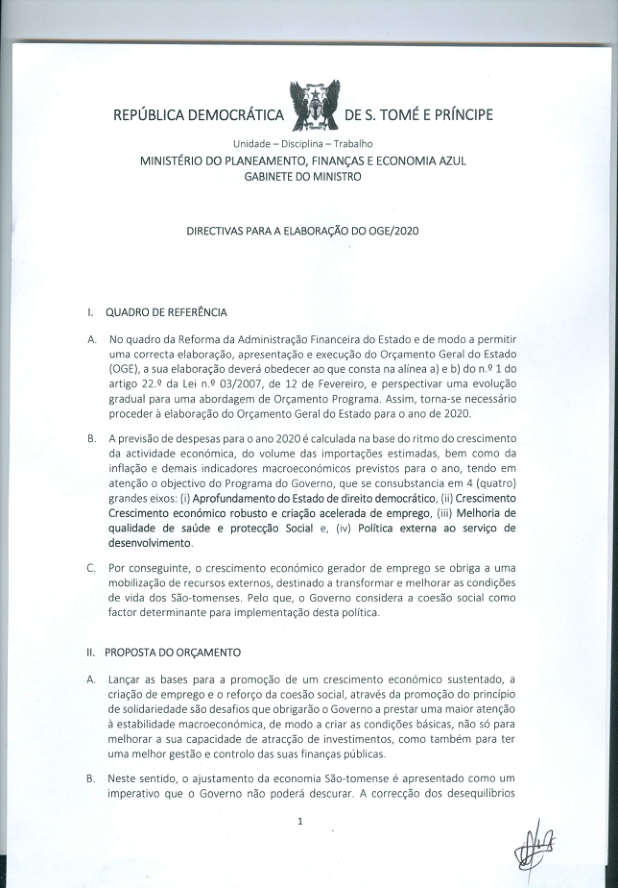 REPÚBLICA DEMOCRÁTICA DE S. TOMÉ E PRÍNCIPE
Unidade – Disciplina – Trabalho
MINISTÉRIO DO PLANEAMENTO, FINANÇAS E ECONOMIA AZUL
GABINETE DO MINISTRO
DIRECTIVAS PARA A ELABORAÇÃO DO OGE/2020
I. QUADRO DE REFERÊNCIA
A. No quadro da Reforma da Administração Financeira do Estado e de modo a permitir
uma correcta elaboração, apresentação e execução do Orçamento Geral do Estado
(OGE), a sua elaboração deverá obedecer ao que consta na alínea a) e b) do n.º 1 do
artigo 22.º da Lei n.º 03/2007, de 12 de Fevereiro, e perspectivar uma evolução
gradual para uma abordagem de Orçamento Programa. Assim, torna-se necessário
proceder à elaboração do Orçamento Geral do Estado para o ano de 2020.
B. A previsão de despesas para o ano 2020 é calculada na base do ritmo do crescimento
da actividade económica, do volume das importações estimadas, bem como da
inflação e demais indicadores macroeconómicos previstos para o ano, tendo em
atenção o objectivo do Programa do Governo, que se consubstancia em 4 (quatro)
grandes eixos: (i) Aprofundamento do Estado de direito democrático, (ii) Crescimento
Crescimento económico robusto e criação acelerada de emprego, (iii) Melhoria de
qualidade de saúde e protecção Social e, (iv) Política externa ao serviço de
desenvolvimento.
C. Por conseguinte, o crescimento económico gerador de emprego se obriga a uma
mobilização de recursos externos, destinado a transformar e melhorar as condições
de vida dos São-tomenses. Pelo que, o Governo considera a coesão social como
factor determinante para implementação desta política.
II. PROPOSTA DO ORÇAMENTO
A. Lançar as bases para a promoção de um crescimento económico sustentado, a
criação de emprego e o reforço da coesão social, através da promoção do princípio
de solidariedade são desafios que obrigarão o Governo a prestar uma maior atenção
à estabilidade macroeconómica, de modo a criar as condições básicas, não só para
melhorar a sua capacidade de atracção de investimentos, como também para ter
uma melhor gestão e controlo das suas finanças públicas.
B. Neste sentido, o ajustamento da economia São-tomense é apresentado como um
imperativo que o Governo não poderá descurar. A correcção dos desequilíbrios
1